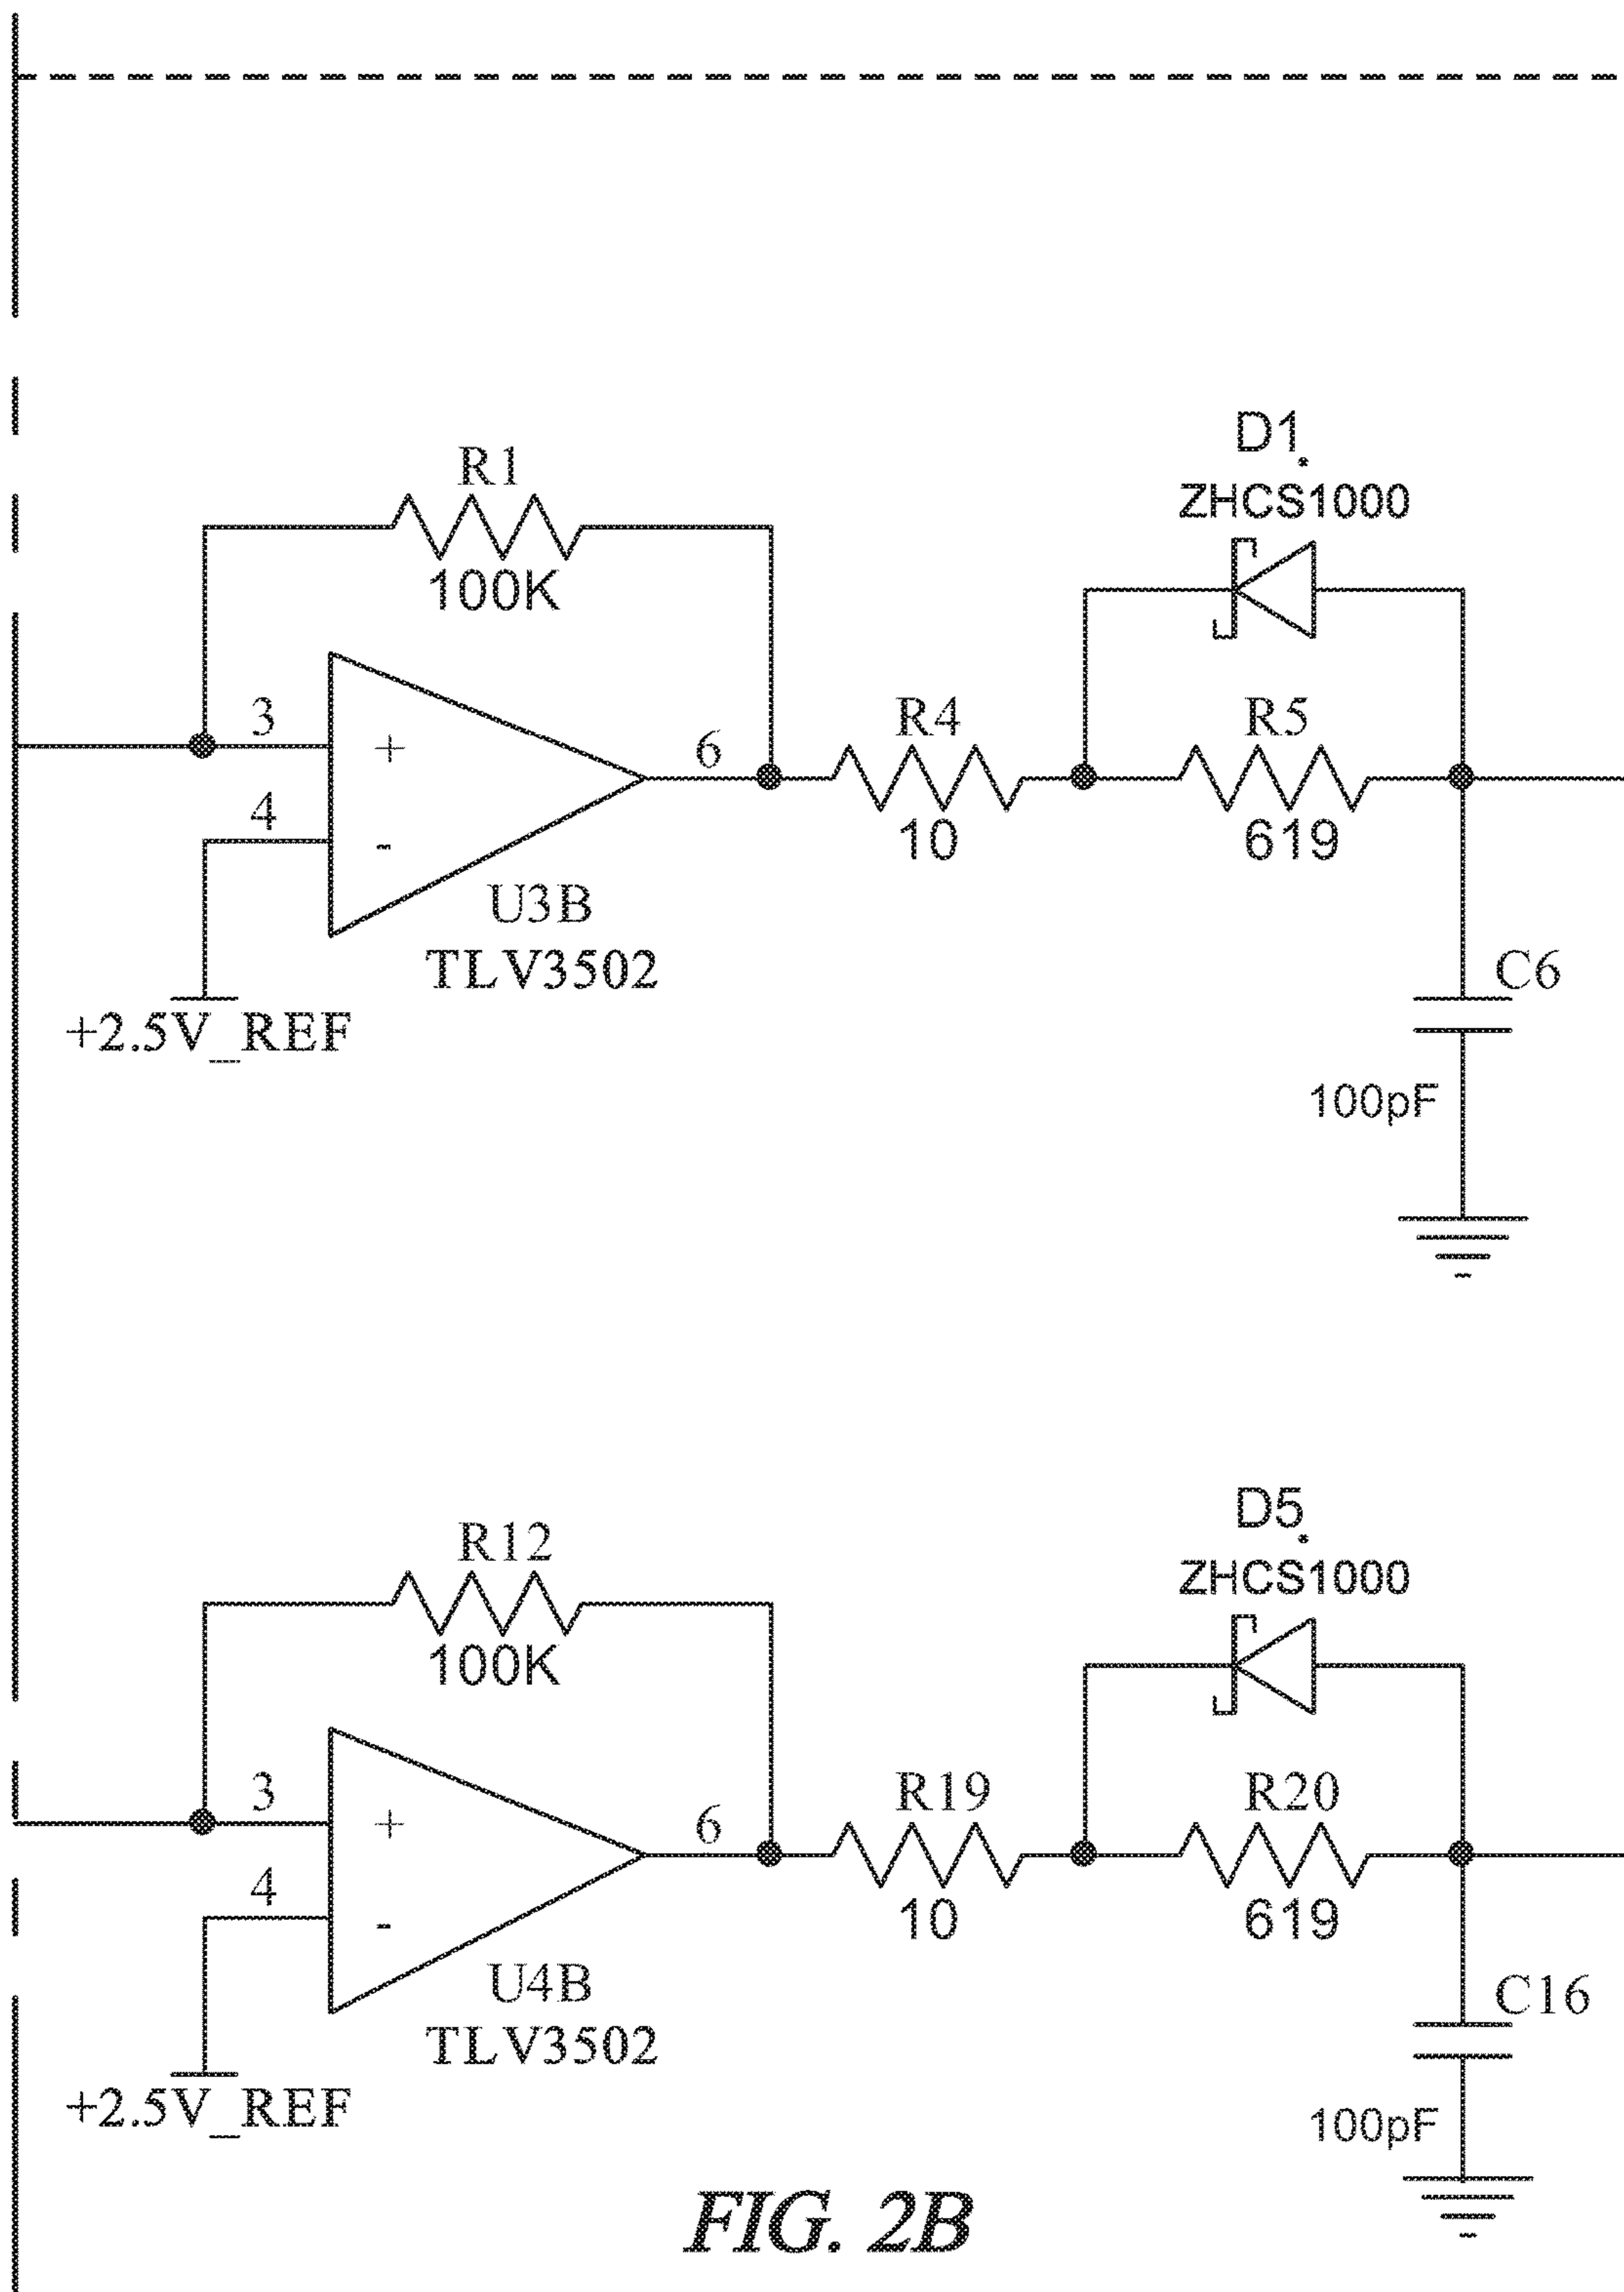 D1
ZHCS1000
R1
100K
3
+
6
R4
R5
4
-
10
619
U3B
TLV3502
C6
+2.5V_REF
100pF
D5
ZHCS1000
R12
100K
3
+
6
R19
R20
4
-
10
619
U4B
TLV3502
C16
+2.5V_REF
100pF
FIG. 2B